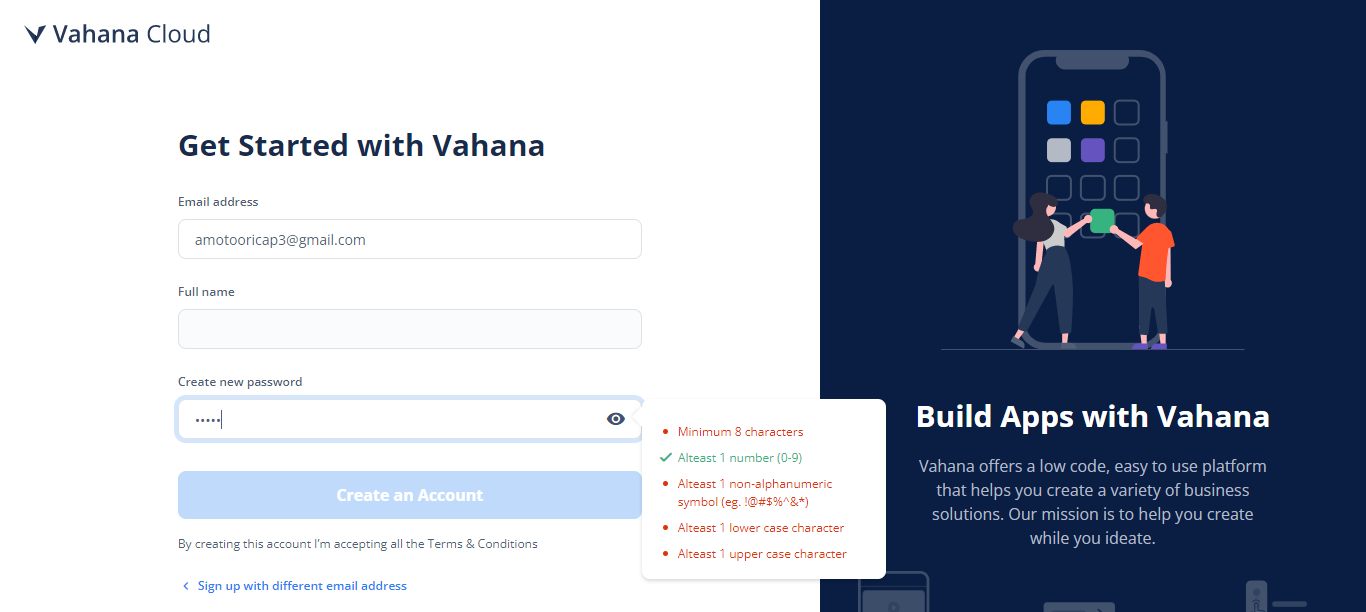 Vahana Cloud
Get Started with Vahana
Email address
amotooricap3@gmail.com
Full name
Create new password
•••••
Minimum 8 characters
Alteast 1 number (0-9)
Alteast 1 non-alphanumeric
symbol (eg. !@#$%^&*)
Alteast 1 lower case character
Alteast 1 upper case character
Create an Account
By creating this account I'm accepting all the Terms & Conditions
Sign up with different email address
Build Apps with Vahana
Vahana offers a low code, easy to use platform
that helps you create a variety of business
solutions. Our mission is to help you create
while you ideate.